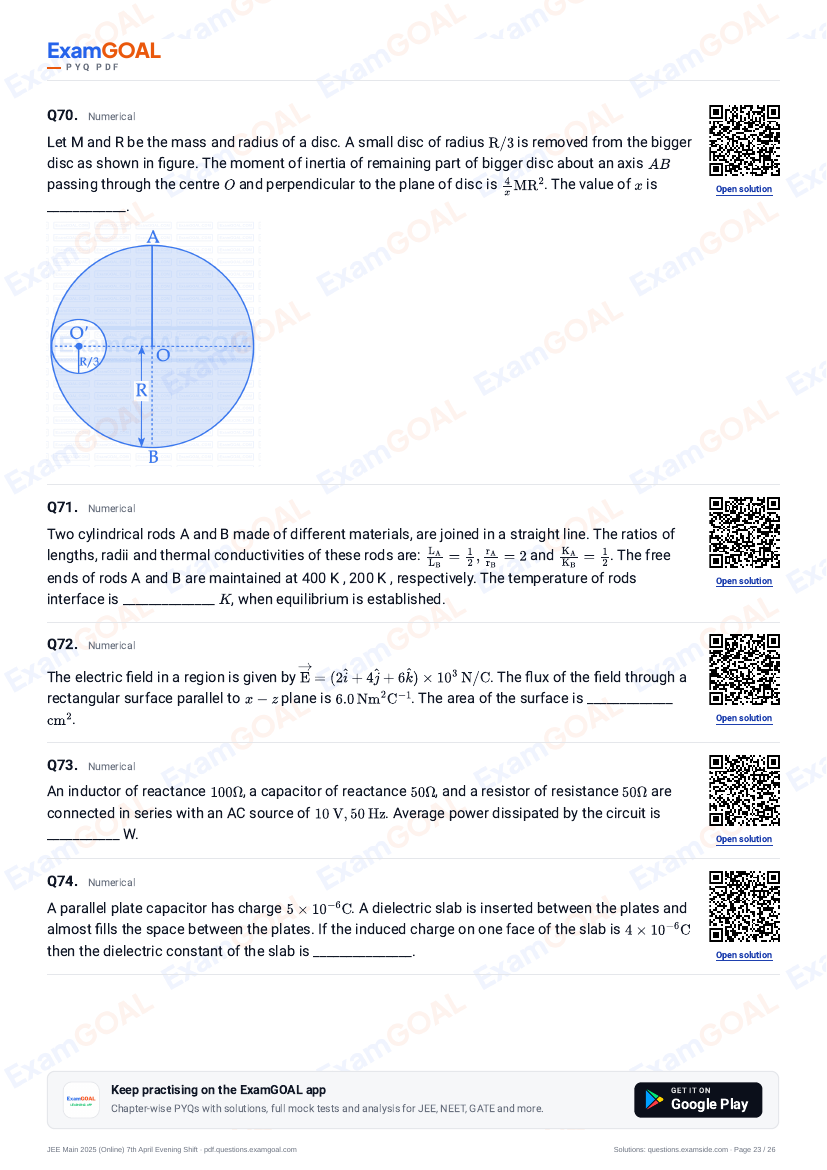 ExamGOAL
PYQ PDF
Q70. Numerical
Let M and R be the mass and radius of a disc. A small disc of radius R/3 is removed from the bigger
disc as shown in figure. The moment of inertia of remaining part of bigger disc about an axis AB
passing through the centre O and perpendicular to the plane of disc is 4/x MR². The value of x is
____________.
Open solution
A
O′
R/3
O
R
B
Q71. Numerical
Two cylindrical rods A and B made of different materials, are joined in a straight line. The ratios of
lengths, radii and thermal conductivities of these rods are: L_A/L_B = 1/2, r_A/r_B = 2 and K_A/K_B = 1/2. The free
ends of rods A and B are maintained at 400 K , 200 K , respectively. The temperature of rods
interface is ______________ K, when equilibrium is established.
Open solution
Q72. Numerical
The electric field in a region is given by E⃗ = (2î + 4ĵ + 6k̂) × 10³ N/C. The flux of the field through a
rectangular surface parallel to x − z plane is 6.0 Nm²C⁻¹. The area of the surface is _____________
cm².
Open solution
Q73. Numerical
An inductor of reactance 100Ω, a capacitor of reactance 50Ω, and a resistor of resistance 50Ω are
connected in series with an AC source of 10 V, 50 Hz. Average power dissipated by the circuit is
___________ W.
Open solution
Q74. Numerical
A parallel plate capacitor has charge 5 × 10⁻⁶C. A dielectric slab is inserted between the plates and
almost fills the space between the plates. If the induced charge on one face of the slab is 4 × 10⁻⁶C
then the dielectric constant of the slab is _______________.
Open solution
Keep practising on the ExamGOAL app
Chapter-wise PYQs with solutions, full mock tests and analysis for JEE, NEET, GATE and more.
GET IT ON
Google Play
JEE Main 2025 (Online) 7th April Evening Shift · pdf.questions.examgoal.com
Solutions: questions.examside.com · Page 23 / 26